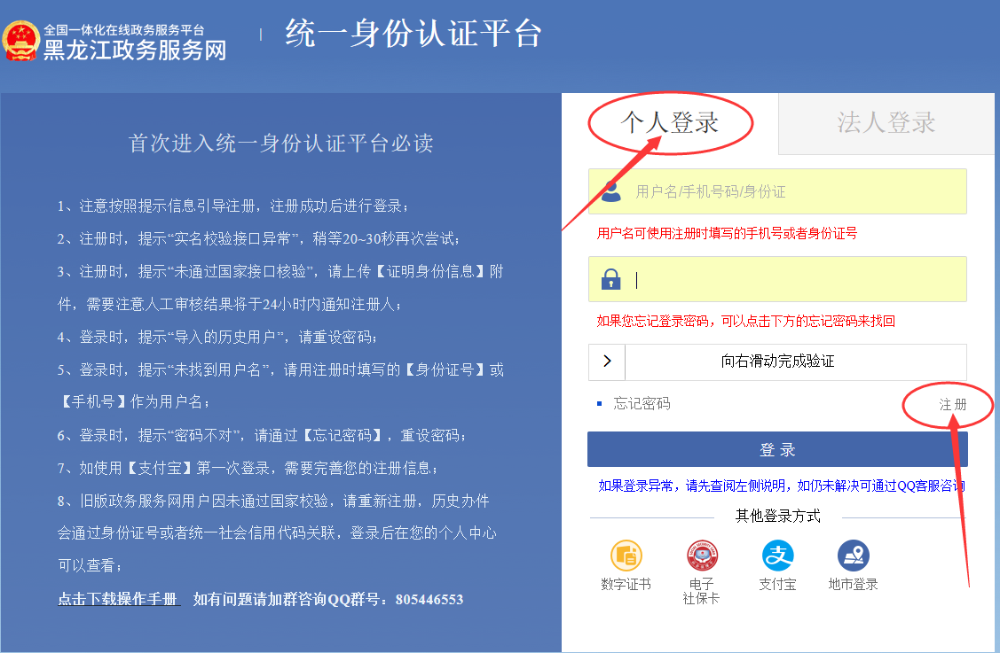 全国一体化在线政务服务平台
黑龙江政务服务网
统一身份认证平台
首次进入统一身份认证平台必读
1、注意按照提示信息引导注册，注册成功后进行登录；
2、注册时，提示“实名校验接口异常”，稍等20~30秒再次尝试；
3、注册时，提示“未通过国家接口核验”，请上传【证明身份信息】附
件，需要注意人工审核结果将于24小时内通知注册人；
4、登录时，提示“导入的历史用户”，请重设密码；
5、登录时，提示“未找到用户名”，请用注册时填写的【身份证号】或
【手机号】作为用户名；
6、登录时，提示“密码不对”，请通过【忘记密码】，重设密码；
7、如使用【支付宝】第一次登录，需要完善您的注册信息；
8、旧版政务服务网用户因未通过国家校验，请重新注册，历史办件
会通过身份证号或者统一社会信用代码关联，登录后在您的个人中心
可以查看；
点击下载操作手册 如有问题请加群咨询QQ群号：805446553
个人登录
法人登录
用户名/手机号码/身份证
用户名可使用注册时填写的手机号或者身份证号
如果您忘记登录密码，可以点击下方的忘记密码来找回
向右滑动完成验证
忘记密码
注册
登录
如果登录异常，请先查阅左侧说明，如仍未解决可通过QQ客服咨询
其他登录方式
数字证书
电子
社保卡
支付宝
地市登录